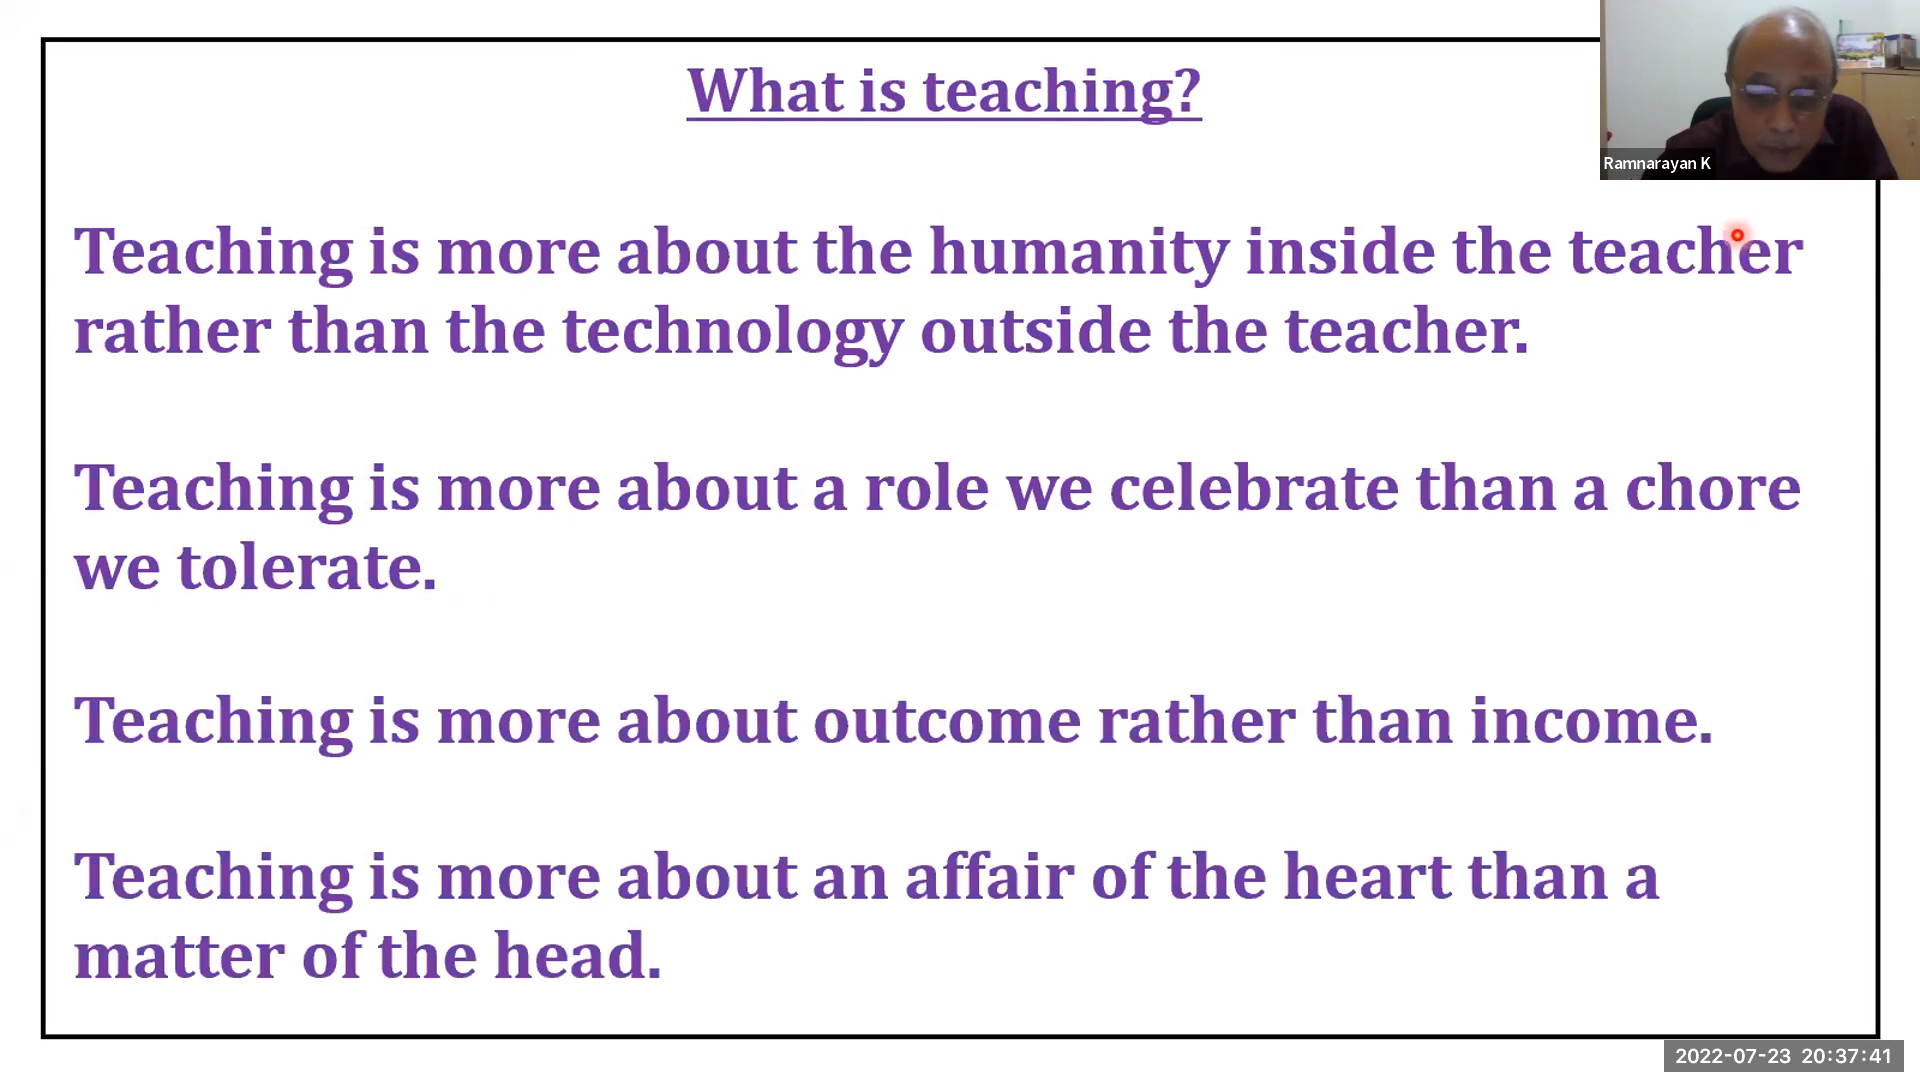 What is teaching?
Ramnarayan K
Teaching is more about the humanity inside the teacher
rather than the technology outside the teacher.
Teaching is more about a role we celebrate than a chore
we tolerate.
Teaching is more about outcome rather than income.
Teaching is more about an affair of the heart than a
matter of the head.
2022-07-23 20:37:41